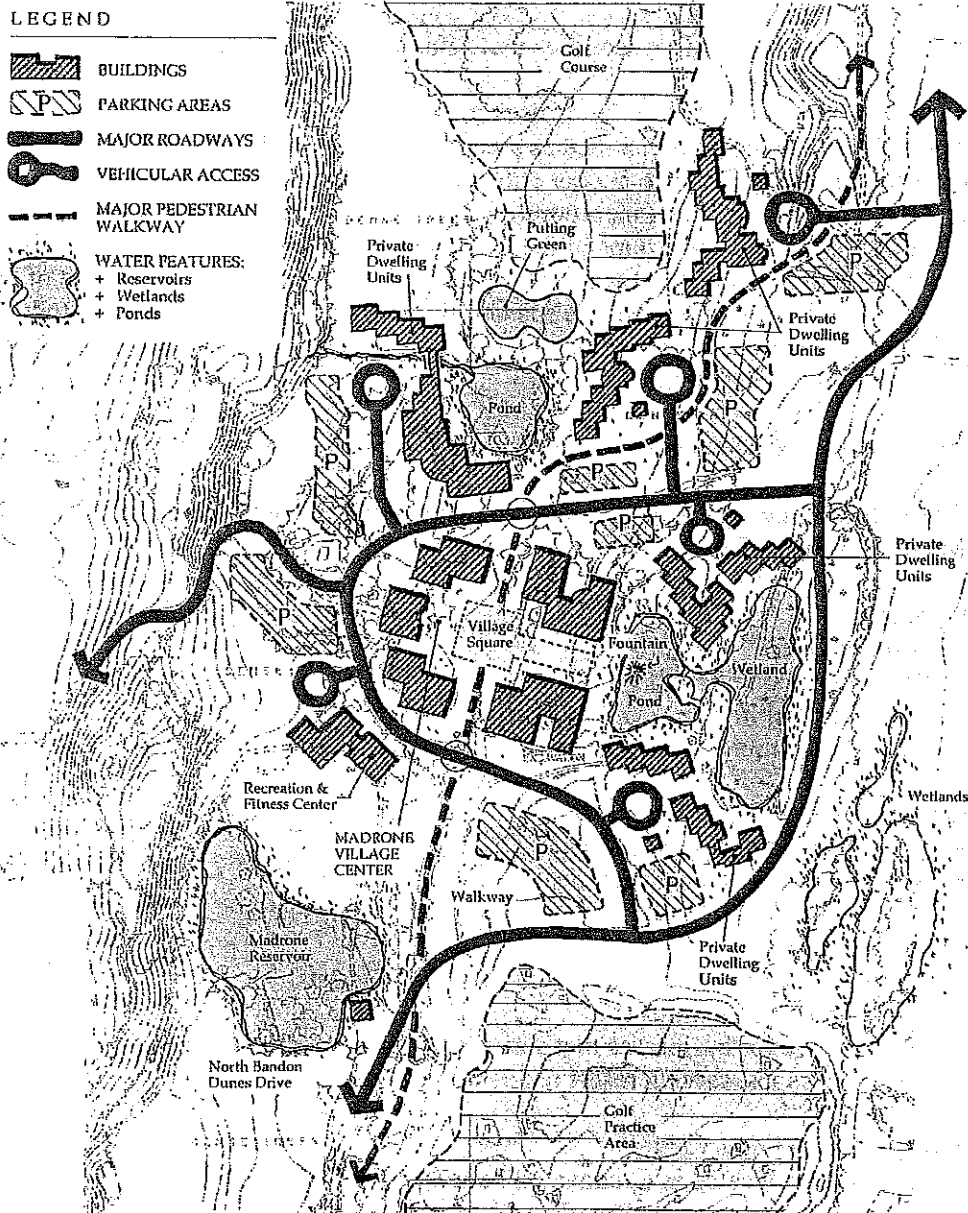 LEGEND
BUILDINGS
P
PARKING AREAS
MAJOR ROADWAYS
VEHICULAR ACCESS
MAJOR PEDESTRIAN
WALKWAY
WATER FEATURES:
+ Reservoirs
+ Wetlands
+ Ponds
Golf
Course
Private
Dwelling
Units
Putting
Green
P
Private
Dwelling
Units
Pond
P
P
P
P
Private
Dwelling
Units
P
Village
Square
Fountain
Pond
Wetland
Recreation &
Fitness Center
Wetlands
MADRONE
VILLAGE
CENTER
P
Walkway
P
Private
Dwelling
Units
Madrone
Reservoir
North Bandon
Dunes Drive
Golf
Practice
Area